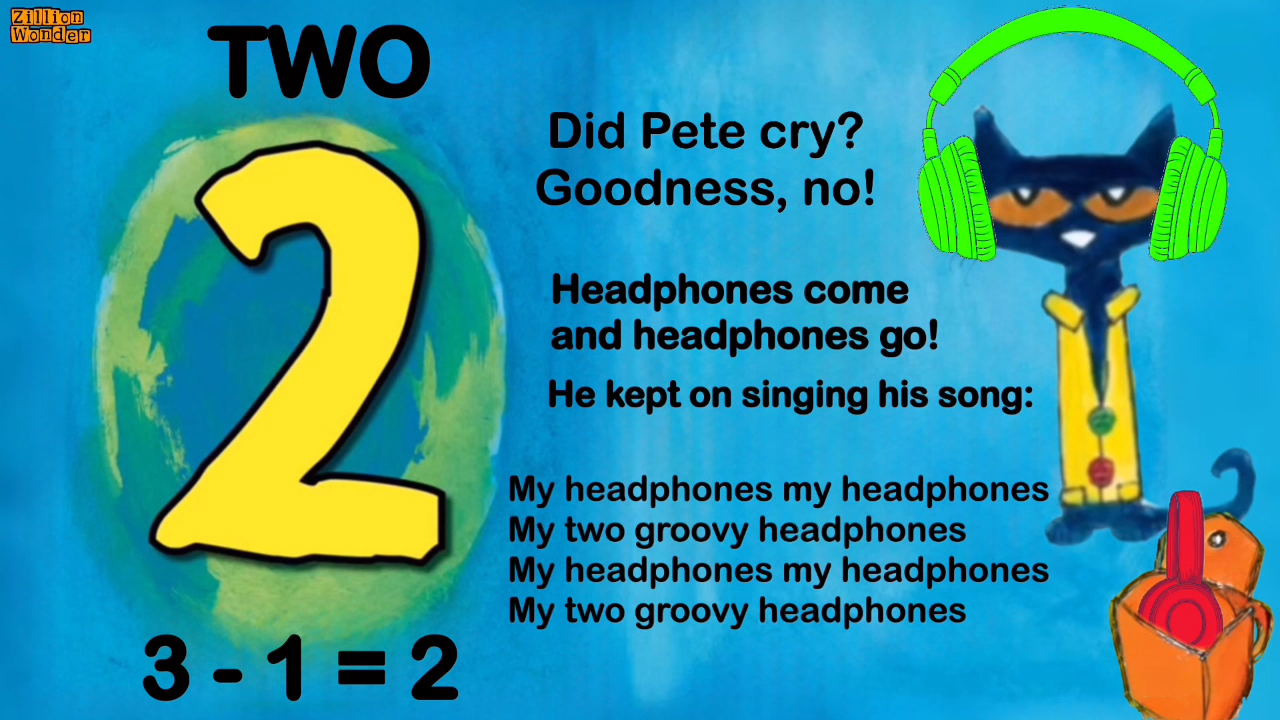 Zillion
Wonder
TWO
2
3 - 1 = 2
Did Pete cry?
Goodness, no!
Headphones come
and headphones go!
He kept on singing his song:
My headphones my headphones
My two groovy headphones
My headphones my headphones
My two groovy headphones